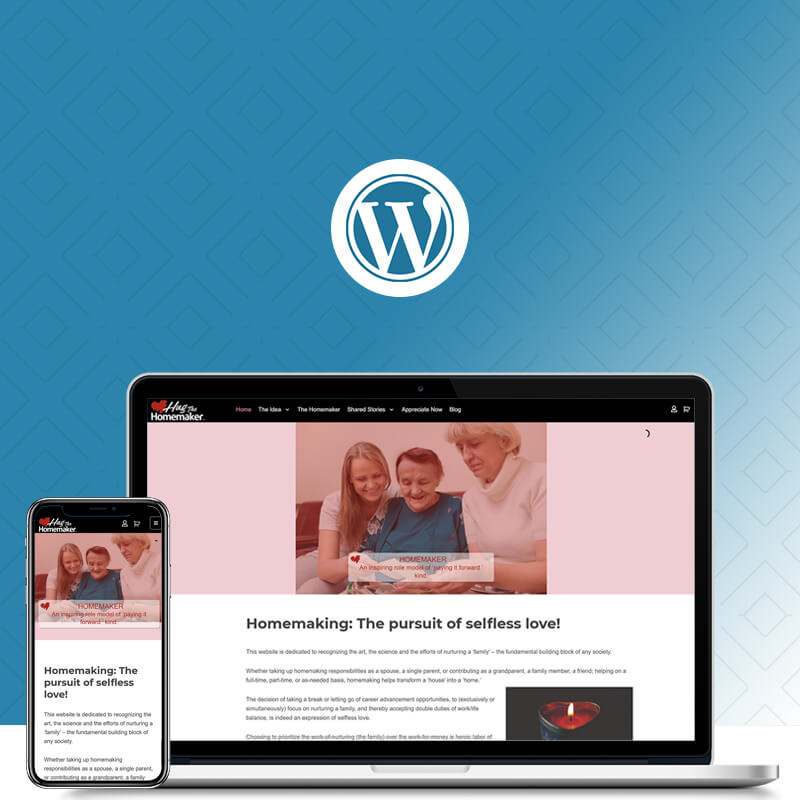 W
Hug The
Homemaker
Home The Idea The Homemaker Shared Stories Appreciate Now Blog
HOMEMAKER
An inspiring role model of 'paying it forward'
kind.
Homemaking: The pursuit of selfless love!
This website is dedicated to recognizing the art, the science and the efforts of nurturing a 'family' – the fundamental building block of any society.
Whether taking up homemaking responsibilities as a spouse, a single parent, or contributing as a grandparent, a family member, a friend; helping on a
full-time, part-time, or as-needed basis, homemaking helps transform a 'house' into a 'home.'
The decision of taking a break or letting go of career advancement opportunities, to (exclusively or
simultaneously) focus on nurturing a family, and thereby accepting double duties of work/life
balance, is indeed an expression of selfless love.
Choosing to prioritize the work-of-nurturing (the family) over the work-for-money is heroic labor of
Hug The
Homemaker
HOMEMAKER
An inspiring role model of 'paying it
forward' kind.
Homemaking: The
pursuit of selfless
love!
This website is dedicated to recognizing the
art, the science and the efforts of nurturing a
'family' – the fundamental building block of
any society.
Whether taking up homemaking
responsibilities as a spouse, a single parent,
or contributing as a grandparent, a family